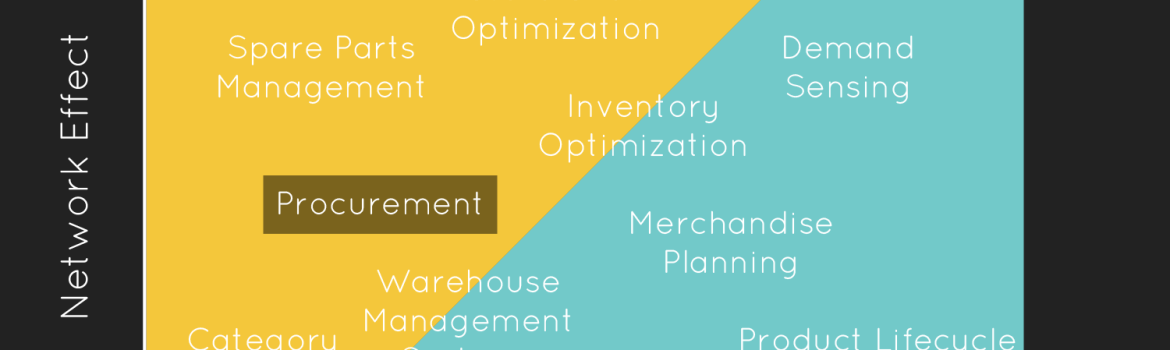 Network Effect
Optimization
Spare Parts
Management
Demand
Sensing
Inventory
Optimization
Procurement
Merchandise
Planning
Warehouse
Management
Category
Product Lifecycle